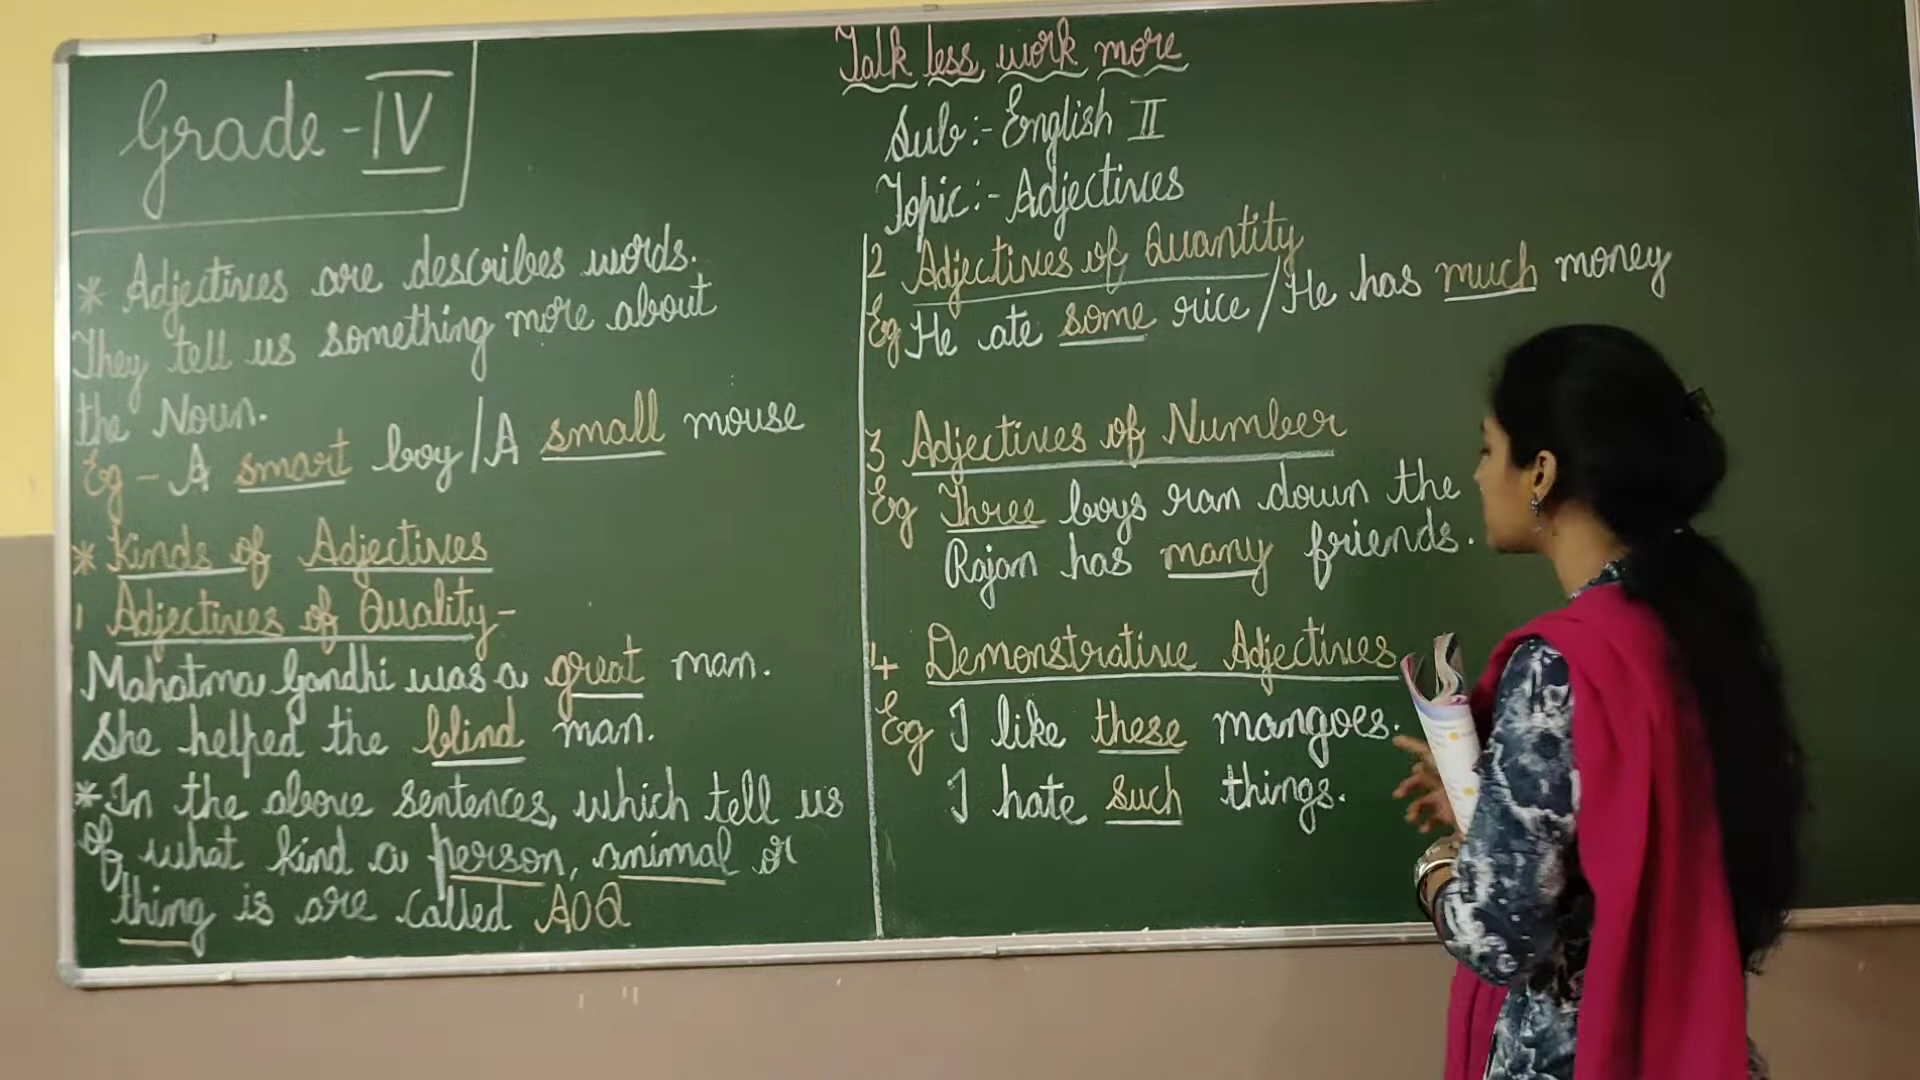 Talk less, work more
Grade - IV
Sub:- English II
Topic:- Adjectives
* Adjectives are describes words.
They tell us something more about
the Noun.
Eg - A smart boy / A small mouse
* Kinds of Adjectives
1 Adjectives of Quality -
Mahatma Gandhi was a great man.
She helped the blind man.
* In the above sentences, which tell us
of what kind a person, animal or
thing is are called AOQ
2 Adjectives of Quantity
Eg He ate some rice / He has much money
3 Adjectives of Number
Eg Three boys ran down the
Rajan has many friends.
4 Demonstrative Adjectives
Eg I like these mangoes.
I hate such things.